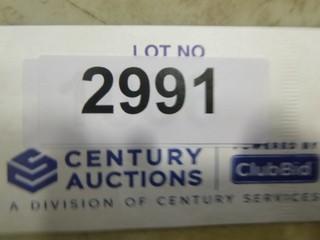 LOT NO
2991
CENTURY AUCTIONS
POWERED BY
ClubBid
A DIVISION OF CENTURY SERVICES